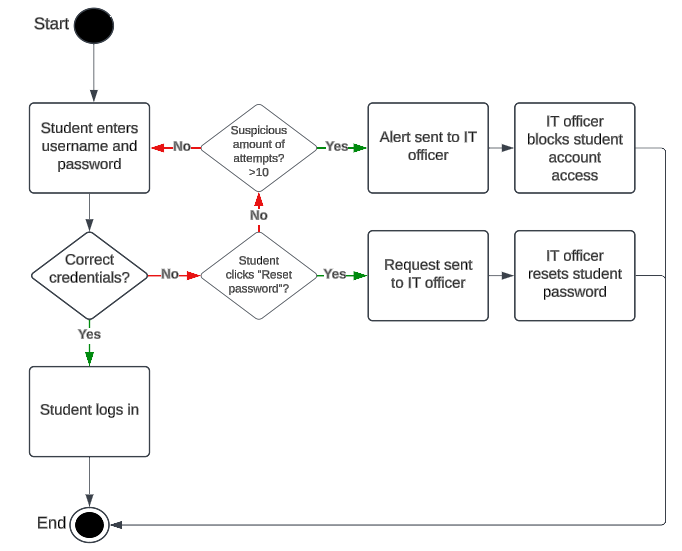 Start
Student enters
username and
password
No
Suspicious
amount of
attempts?
>10
Yes
Alert sent to IT
officer
IT officer
blocks student
account
access
No
Correct
credentials?
No
Student
clicks "Reset
password"?
Yes
Request sent
to IT officer
IT officer
resets student
password
Yes
Student logs in
End